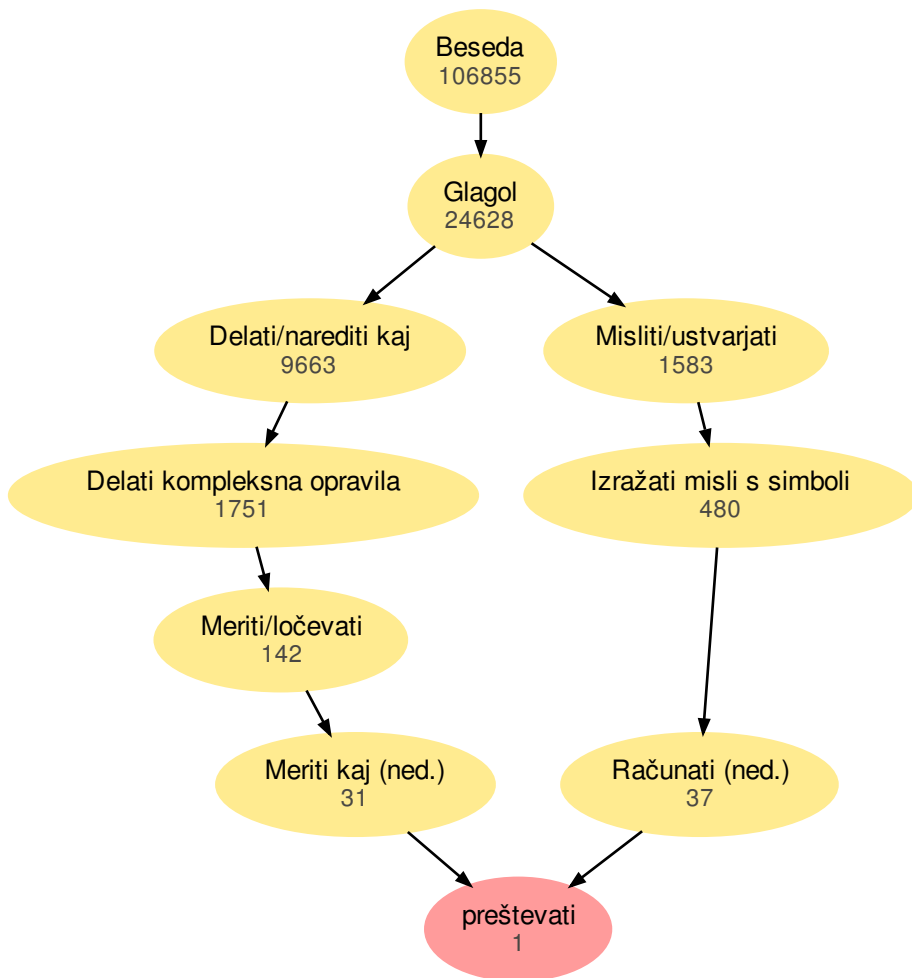 Beseda
106855
Glagol
24628
Delati/narediti kaj
9663
Misliti/ustvarjati
1583
Delati kompleksna opravila
1751
Izražati misli s simboli
480
Meriti/ločevati
142
Meriti kaj (ned.)
31
Računati (ned.)
37
preštevati
1